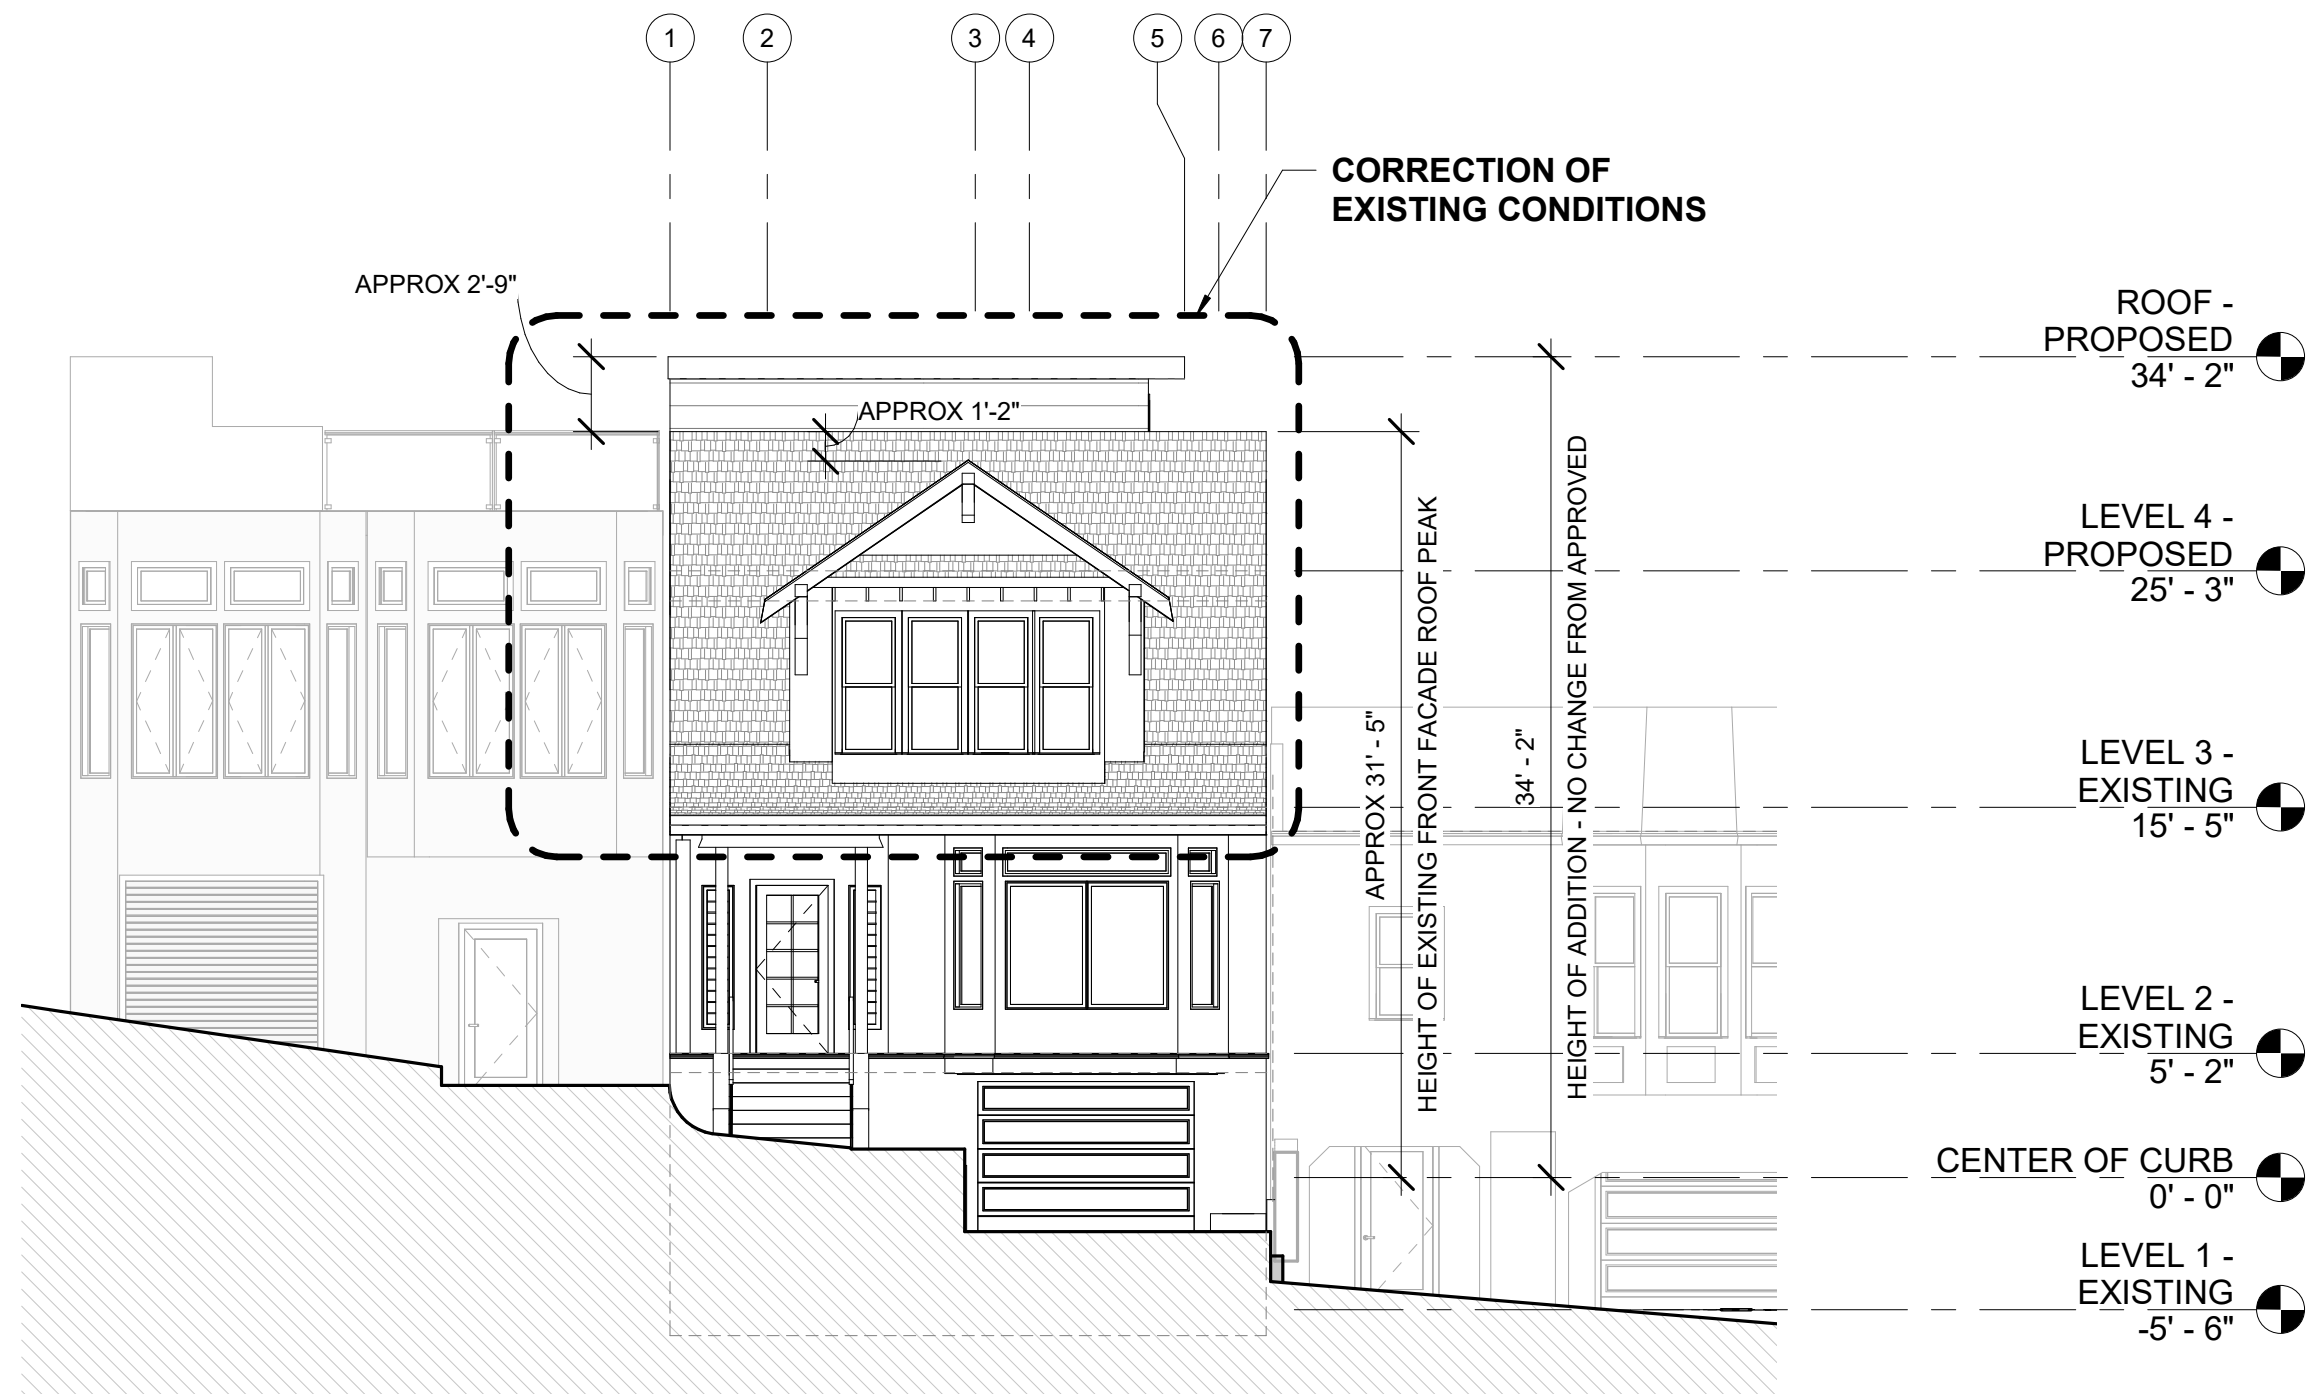 1
2
3
4
5
6
7
CORRECTION OF
EXISTING CONDITIONS
APPROX 2'-9"
APPROX 1'-2"
ROOF -
PROPOSED
34' - 2"
LEVEL 4 -
PROPOSED
25' - 3"
LEVEL 3 -
EXISTING
15' - 5"
LEVEL 2 -
EXISTING
5' - 2"
CENTER OF CURB
0' - 0"
LEVEL 1 -
EXISTING
-5' - 6"
APPROX 31' - 5"
HEIGHT OF EXISTING FRONT FACADE ROOF PEAK
34' - 2"
HEIGHT OF ADDITION - NO CHANGE FROM APPROVED